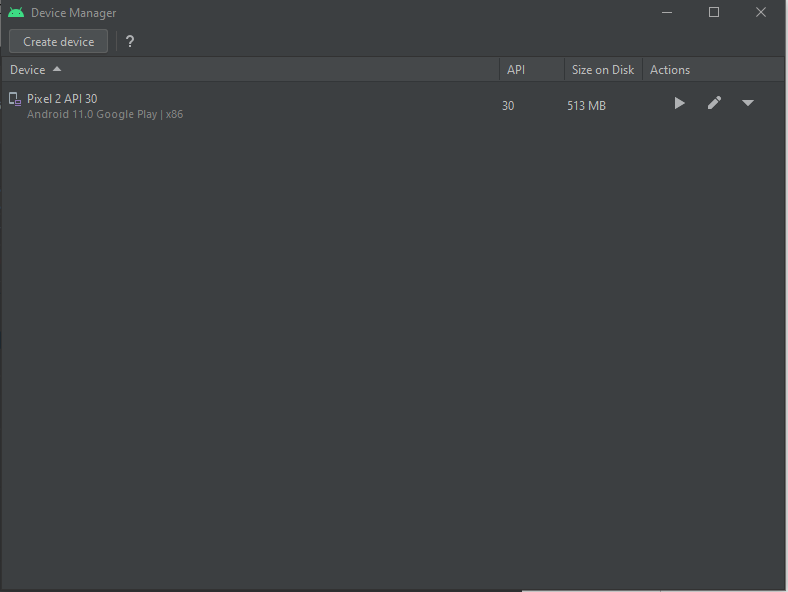 Device Manager
Create device ?
Device API Size on Disk Actions
Pixel 2 API 30
Android 11.0 Google Play | x86
30 513 MB